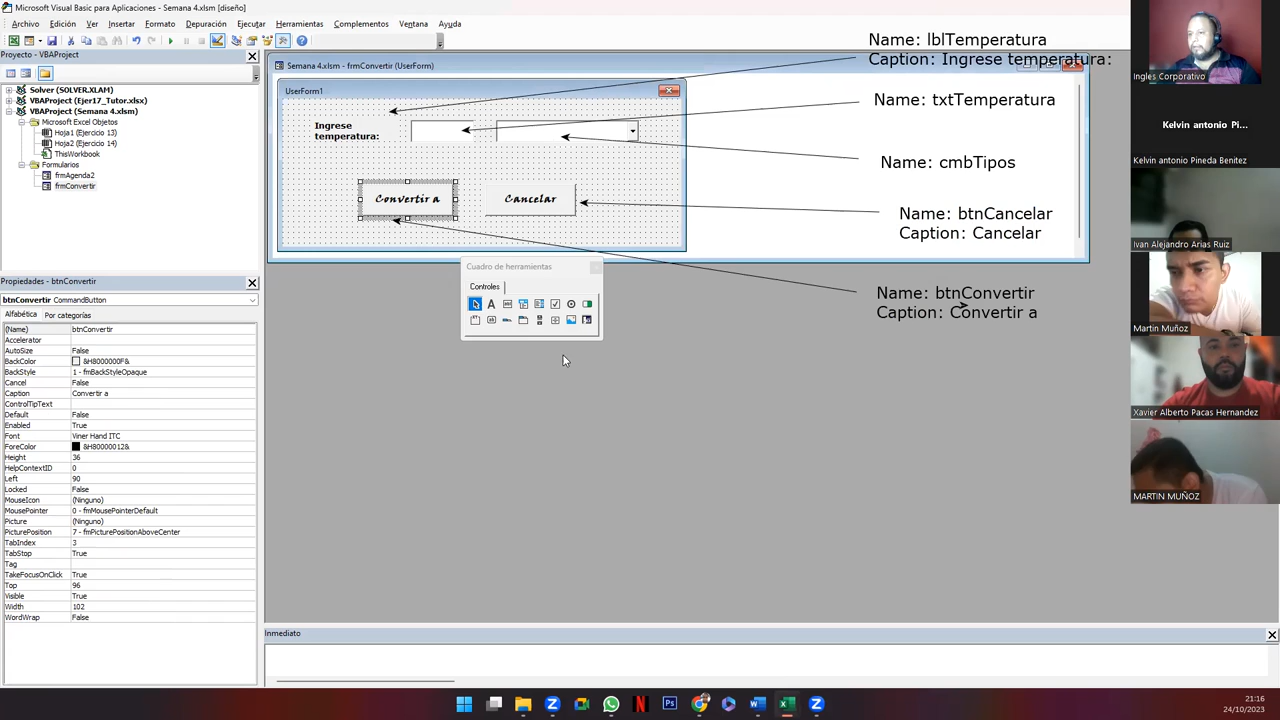 Microsoft Visual Basic para Aplicaciones - Semana 4.xlsm [diseño]
Archivo Edición Ver Insertar Formato Depuración Ejecutar Herramientas Complementos Ventana Ayuda
Proyecto - VBAProject
Solver (SOLVER.XLAM)
VBAProject (Ejer17_Tutor.xlsx)
VBAProject (Semana 4.xlsm)
Microsoft Excel Objetos
Hoja1 (Ejercicio 13)
Hoja2 (Ejercicio 14)
ThisWorkbook
Formularios
frmAgenda2
frmConvertir
Propiedades - btnConvertir
btnConvertir CommandButton
Alfabética Por categorías
(Name) btnConvertir
Accelerator
AutoSize False
BackColor &H8000000F&
BackStyle 1 - fmBackStyleOpaque
Cancel False
Caption Convertir a
ControlTipText
Default False
Enabled True
Font Viner Hand ITC
ForeColor &H80000012&
Height 36
HelpContextID 0
Left 90
Locked False
MouseIcon (Ninguno)
MousePointer 0 - fmMousePointerDefault
Picture (Ninguno)
PicturePosition 7 - fmPicturePositionAboveCenter
TabIndex 3
TabStop True
Tag
TakeFocusOnClick True
Top 96
Visible True
Width 102
WordWrap False
Semana 4.xlsm - frmConvertir (UserForm)
UserForm1
Ingrese
temperatura:
Convertir a Cancelar
Cuadro de herramientas
Controles
Name: lblTemperatura
Caption: Ingrese temperatura:
Name: txtTemperatura
Name: cmbTipos
Name: btnCancelar
Caption: Cancelar
Name: btnConvertir
Caption: Convertir a
Inmediato
Ingles Corporativo
Kelvin antonio Pi...
Kelvin antonio Pineda Benitez
Ivan Alejandro Arias Ruiz
Martin Muñoz
Xavier Alberto Pacas Hernandez
MARTIN MUÑOZ
21:16
24/10/2023